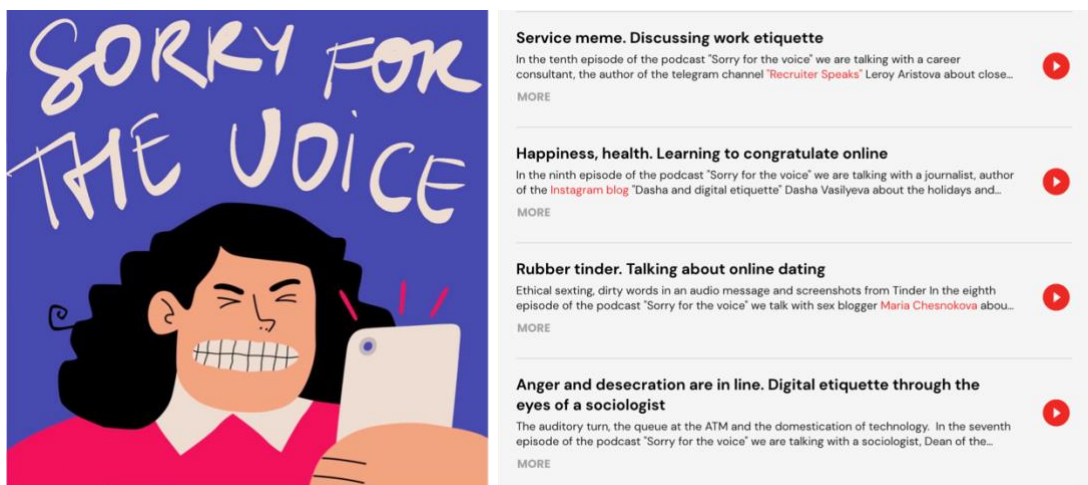 SORRY FOR
THE VOICE
Service meme. Discussing work etiquette
In the tenth episode of the podcast "Sorry for the voice" we are talking with a career
consultant, the author of the telegram channel "Recruiter Speaks" Leroy Aristova about close...
MORE
Happiness, health. Learning to congratulate online
In the ninth episode of the podcast "Sorry for the voice" we are talking with a journalist, author
of the Instagram blog "Dasha and digital etiquette" Dasha Vasilyeva about the holidays and...
MORE
Rubber tinder. Talking about online dating
Ethical sexting, dirty words in an audio message and screenshots from Tinder In the eighth
episode of the podcast "Sorry for the voice" we talk with sex blogger Maria Chesnokova abou...
MORE
Anger and desecration are in line. Digital etiquette through the
eyes of a sociologist
The auditory turn, the queue at the ATM and the domestication of technology. In the seventh
episode of the podcast "Sorry for the voice" we are talking with a sociologist, Dean of the...
MORE